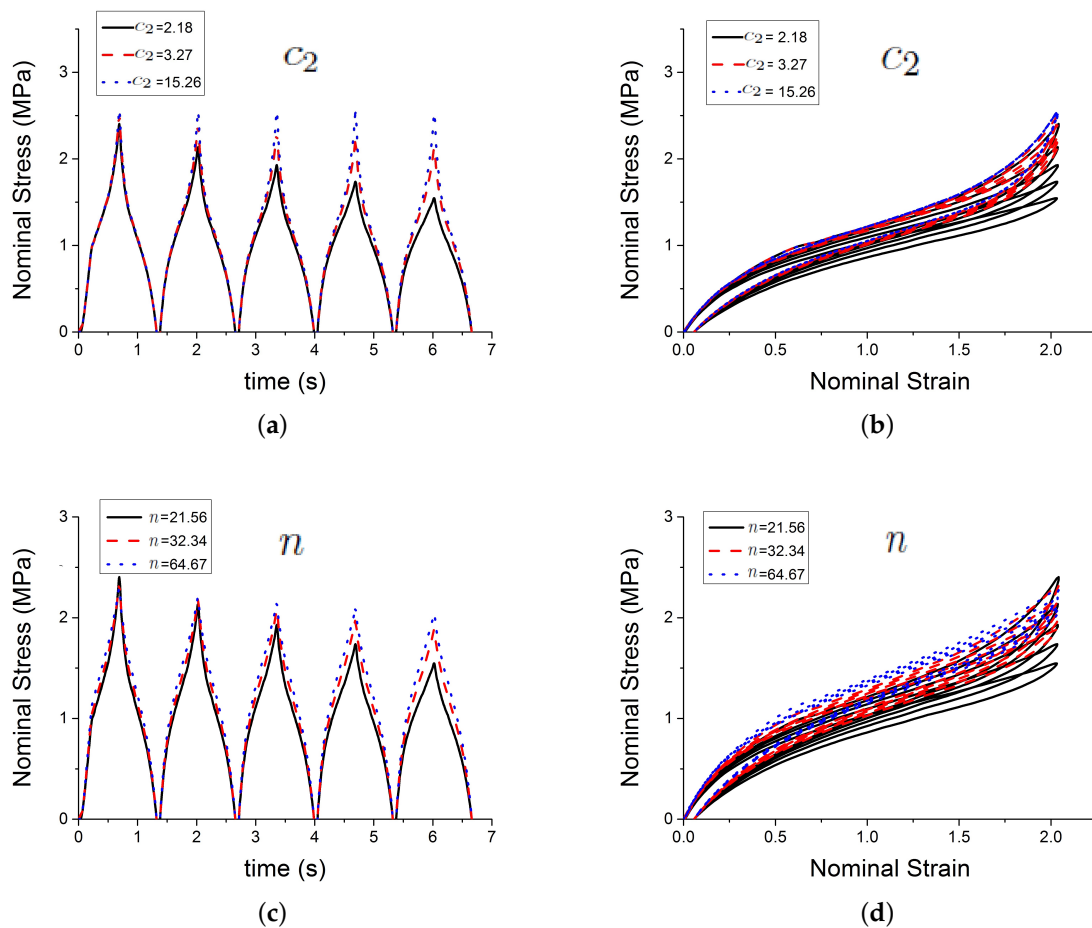 c₂=2.18
c₂=3.27
c₂=15.26
c₂
Nominal Stress (MPa)
3
2
1
0
0 1 2 3 4 5 6 7
time (s)
(a)
c₂= 2.18
c₂= 3.27
c₂= 15.26
c₂
Nominal Stress (MPa)
3
2
1
0
0.0 0.5 1.0 1.5 2.0
Nominal Strain
(b)
n=21.56
n=32.34
n=64.67
n
Nominal Stress (MPa)
3
2
1
0
0 1 2 3 4 5 6 7
time (s)
(c)
n=21.56
n=32.34
n=64.67
n
Nominal Stress (MPa)
3
2
1
0
0.0 0.5 1.0 1.5 2.0
Nominal Strain
(d)